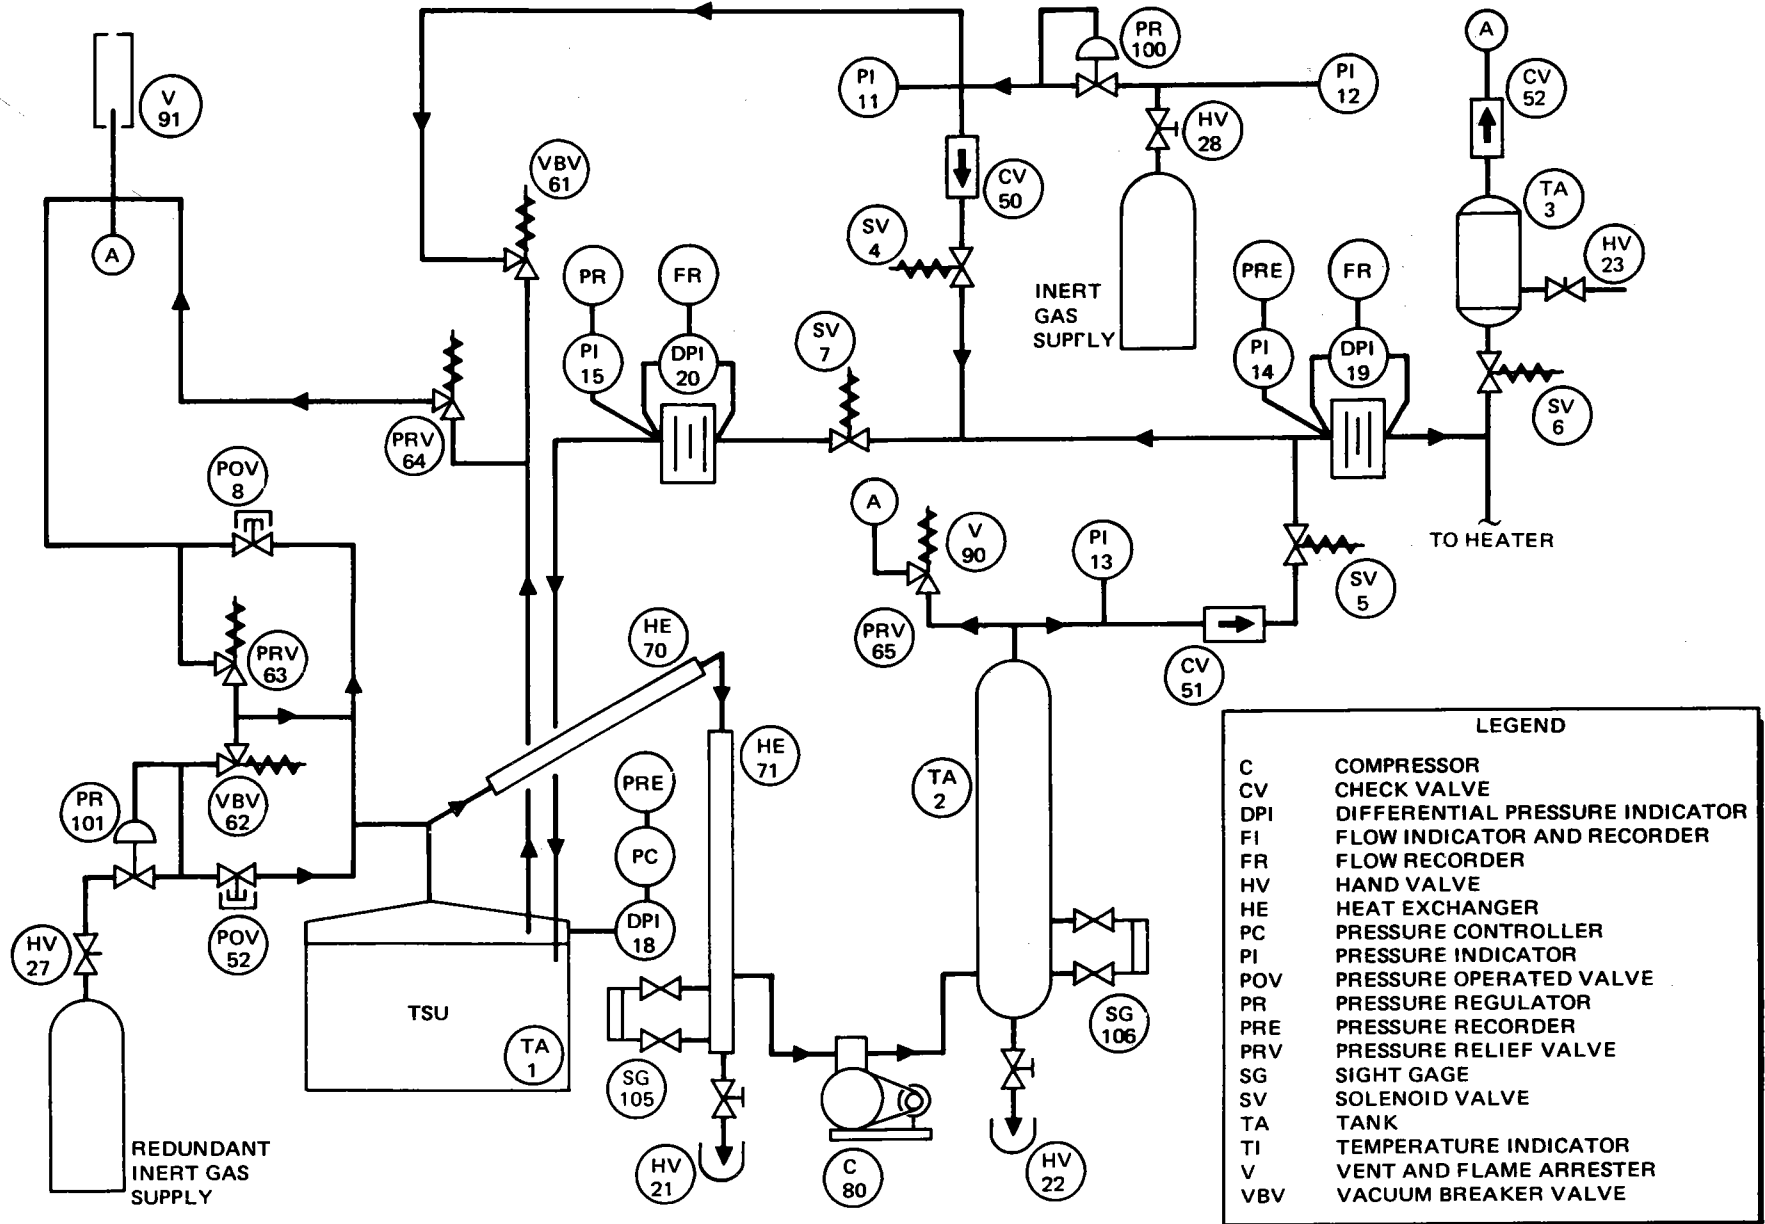 V
91
A
VBV
61
PR
PI
15
FR
DPI
20
SV
7
SV
4
PI
11
PR
100
PI
12
HV
28
CV
50
INERT
GAS
SUPPLY
A
CV
52
TA
3
HV
23
PRE
PI
14
FR
DPI
19
SV
6
TO HEATER
PRV
64
POV
8
PRV
63
PR
101
VBV
62
HV
27
POV
52
REDUNDANT
INERT GAS
SUPPLY
TSU
TA
1
HE
70
HE
71
PRE
PC
DPI
18
SG
105
HV
21
C
80
A
V
90
PRV
65
PI
13
CV
51
SV
5
TA
2
SG
106
HV
22
LEGEND
C COMPRESSOR
CV CHECK VALVE
DPI DIFFERENTIAL PRESSURE INDICATOR
FI FLOW INDICATOR AND RECORDER
FR FLOW RECORDER
HV HAND VALVE
HE HEAT EXCHANGER
PC PRESSURE CONTROLLER
PI PRESSURE INDICATOR
POV PRESSURE OPERATED VALVE
PR PRESSURE REGULATOR
PRE PRESSURE RECORDER
PRV PRESSURE RELIEF VALVE
SG SIGHT GAGE
SV SOLENOID VALVE
TA TANK
TI TEMPERATURE INDICATOR
V VENT AND FLAME ARRESTER
VBV VACUUM BREAKER VALVE